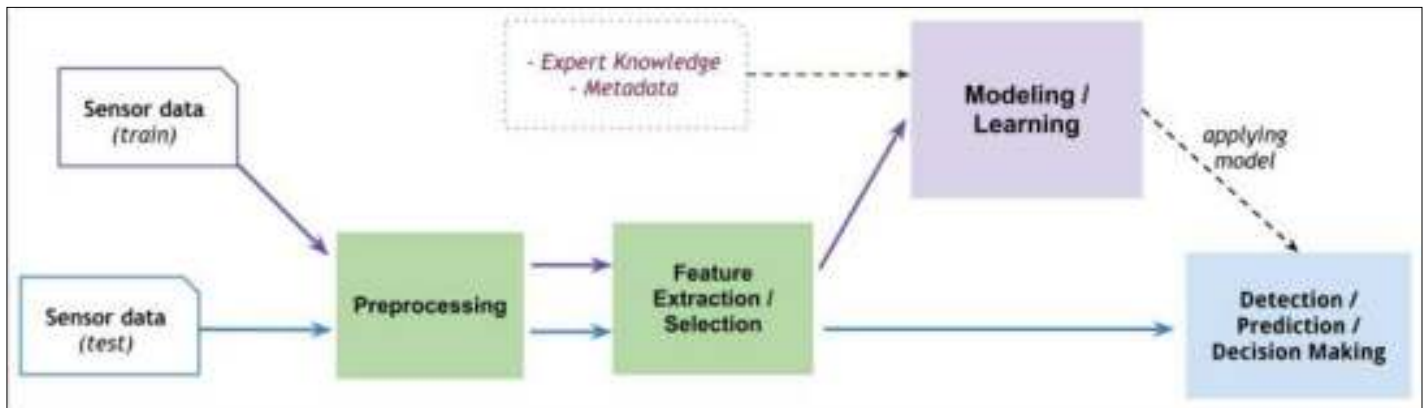 - Expert Knowledge
- Metadata
Modeling /
Learning
Sensor data
(train)
applying
model
Sensor data
(test)
Preprocessing
Feature
Extraction /
Selection
Detection /
Prediction /
Decision Making